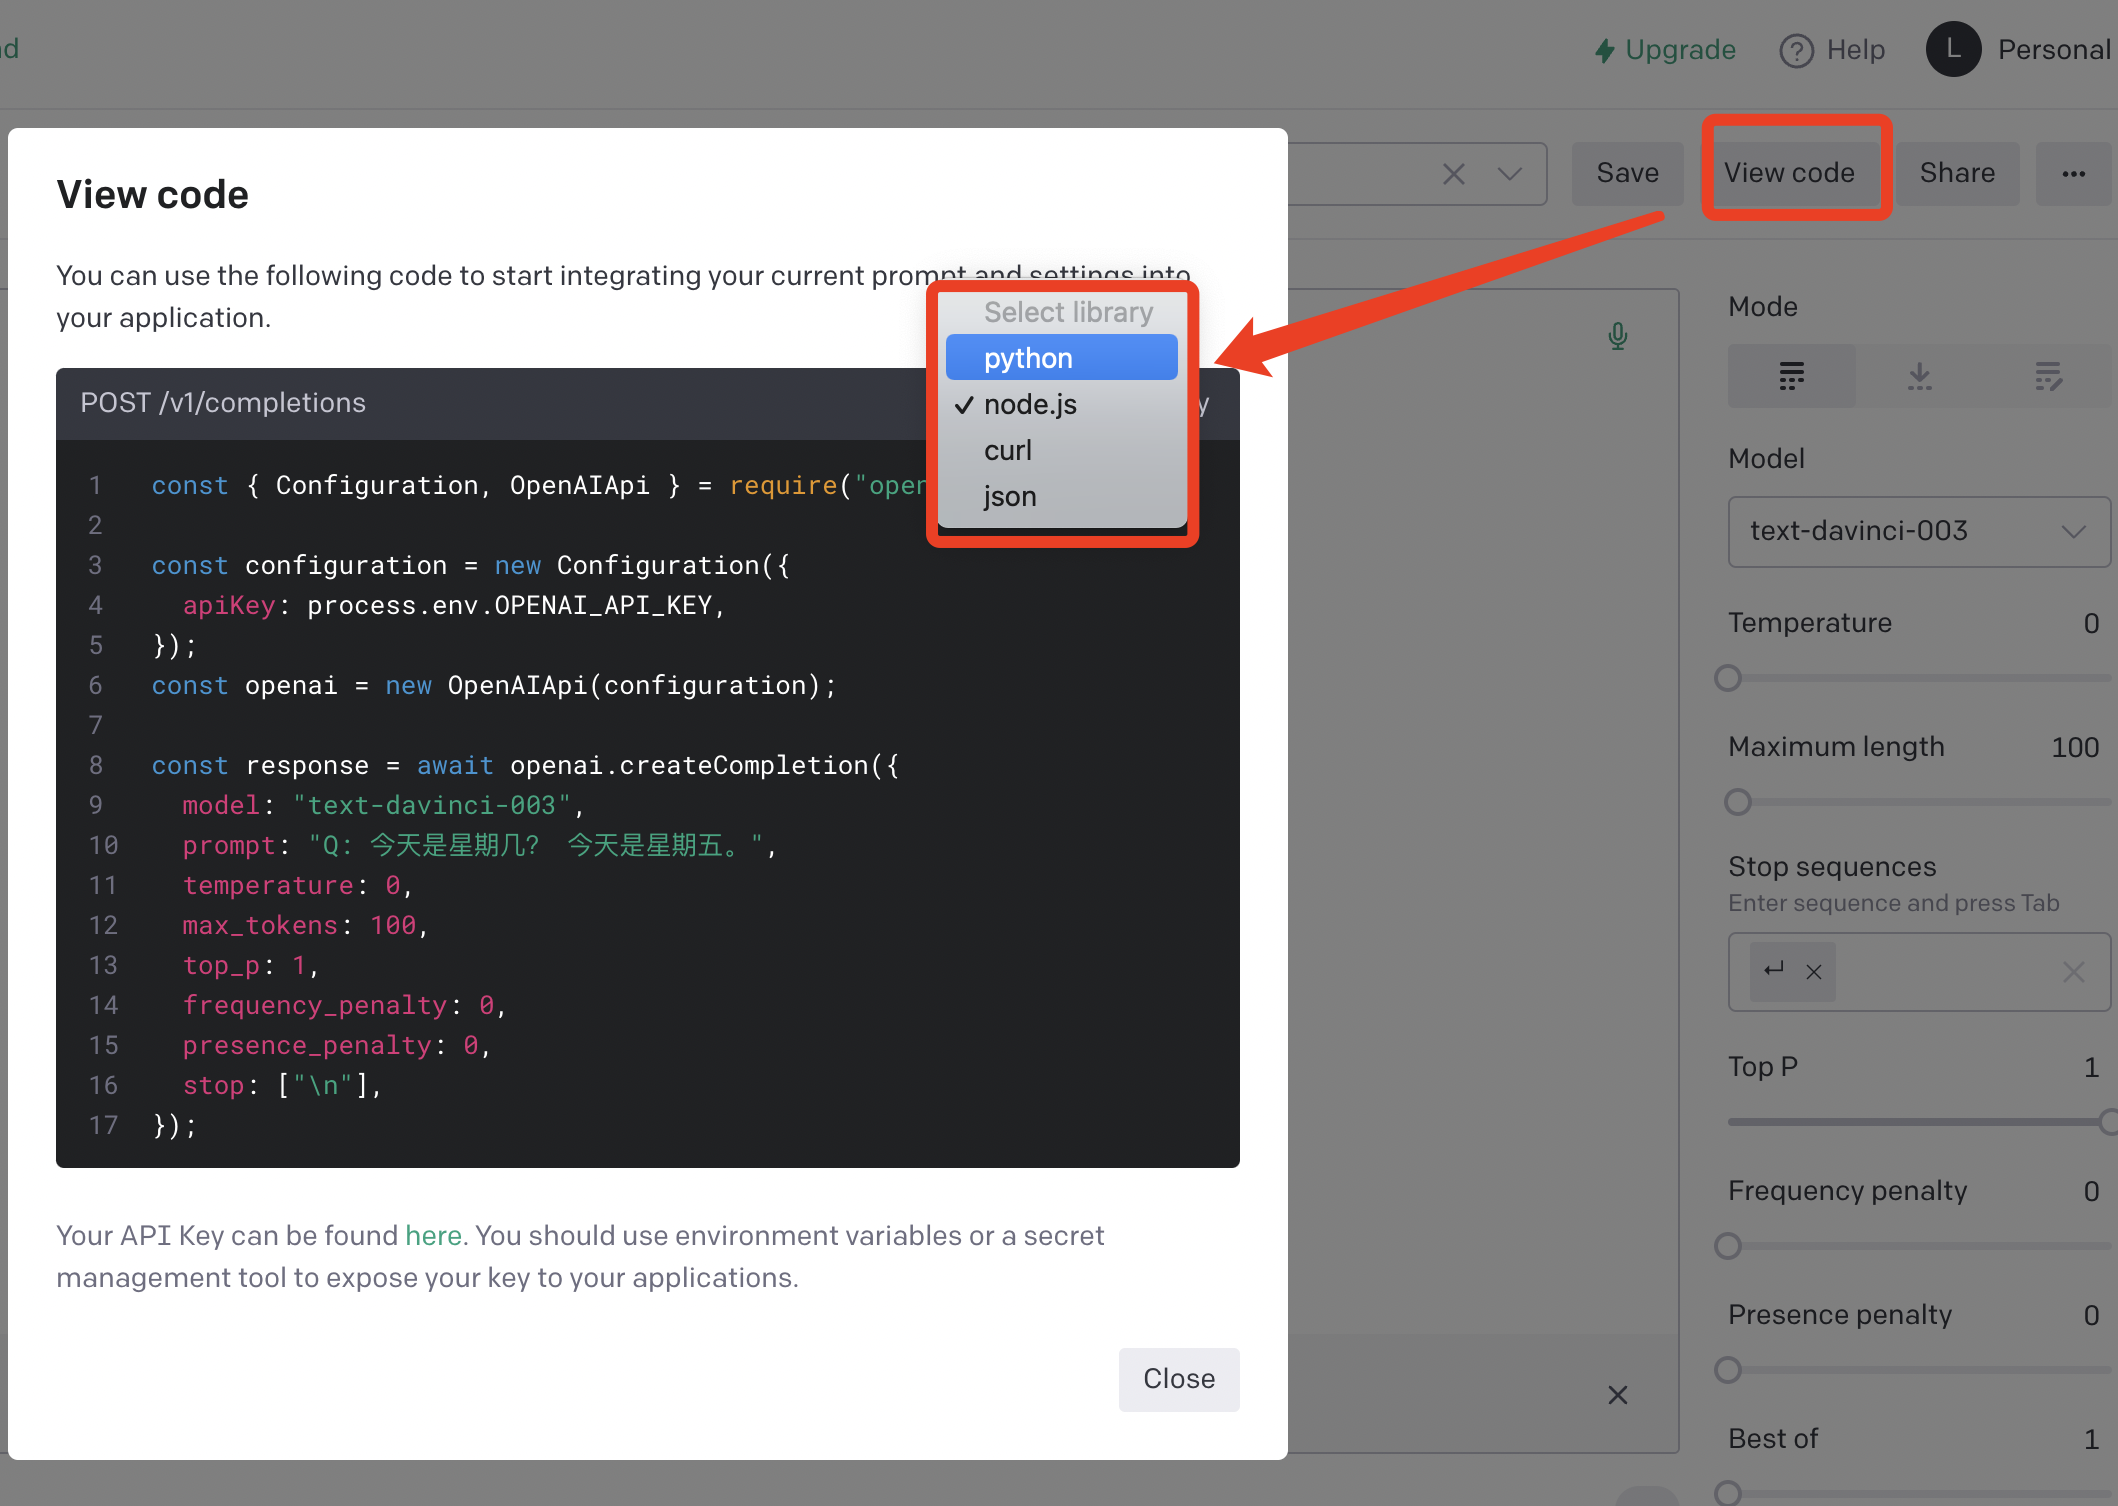 Upgrade
Help
L
Personal
Save
View code
Share
View code
You can use the following code to start integrating your current prompt and settings into
your application.
Select library
python
node.js
curl
json
POST /v1/completions
1 const { Configuration, OpenAIApi } = require("open
2
3 const configuration = new Configuration({
4 apiKey: process.env.OPENAI_API_KEY,
5 });
6 const openai = new OpenAIApi(configuration);
7
8 const response = await openai.createCompletion({
9 model: "text-davinci-003",
10 prompt: "Q: 今天是星期几? 今天是星期五。",
11 temperature: 0,
12 max_tokens: 100,
13 top_p: 1,
14 frequency_penalty: 0,
15 presence_penalty: 0,
16 stop: ["\n"],
17 });
Your API Key can be found here. You should use environment variables or a secret
management tool to expose your key to your applications.
Close
Mode
Model
text-davinci-003
Temperature 0
Maximum length 100
Stop sequences
Enter sequence and press Tab
Top P 1
Frequency penalty 0
Presence penalty 0
Best of 1